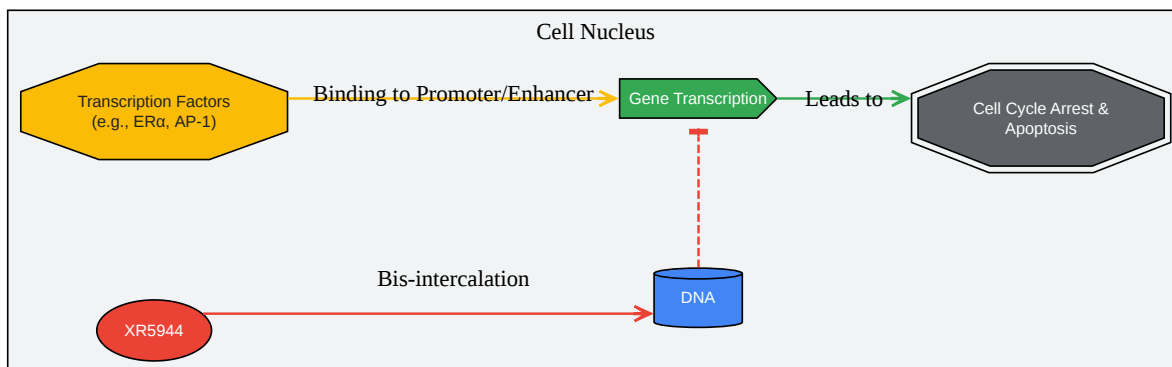 Cell Nucleus
Transcription Factors
(e.g., ERα, AP-1)
Binding to Promoter/Enhancer
Gene Transcription
Leads to
Cell Cycle Arrest &
Apoptosis
Bis-intercalation
DNA
XR5944